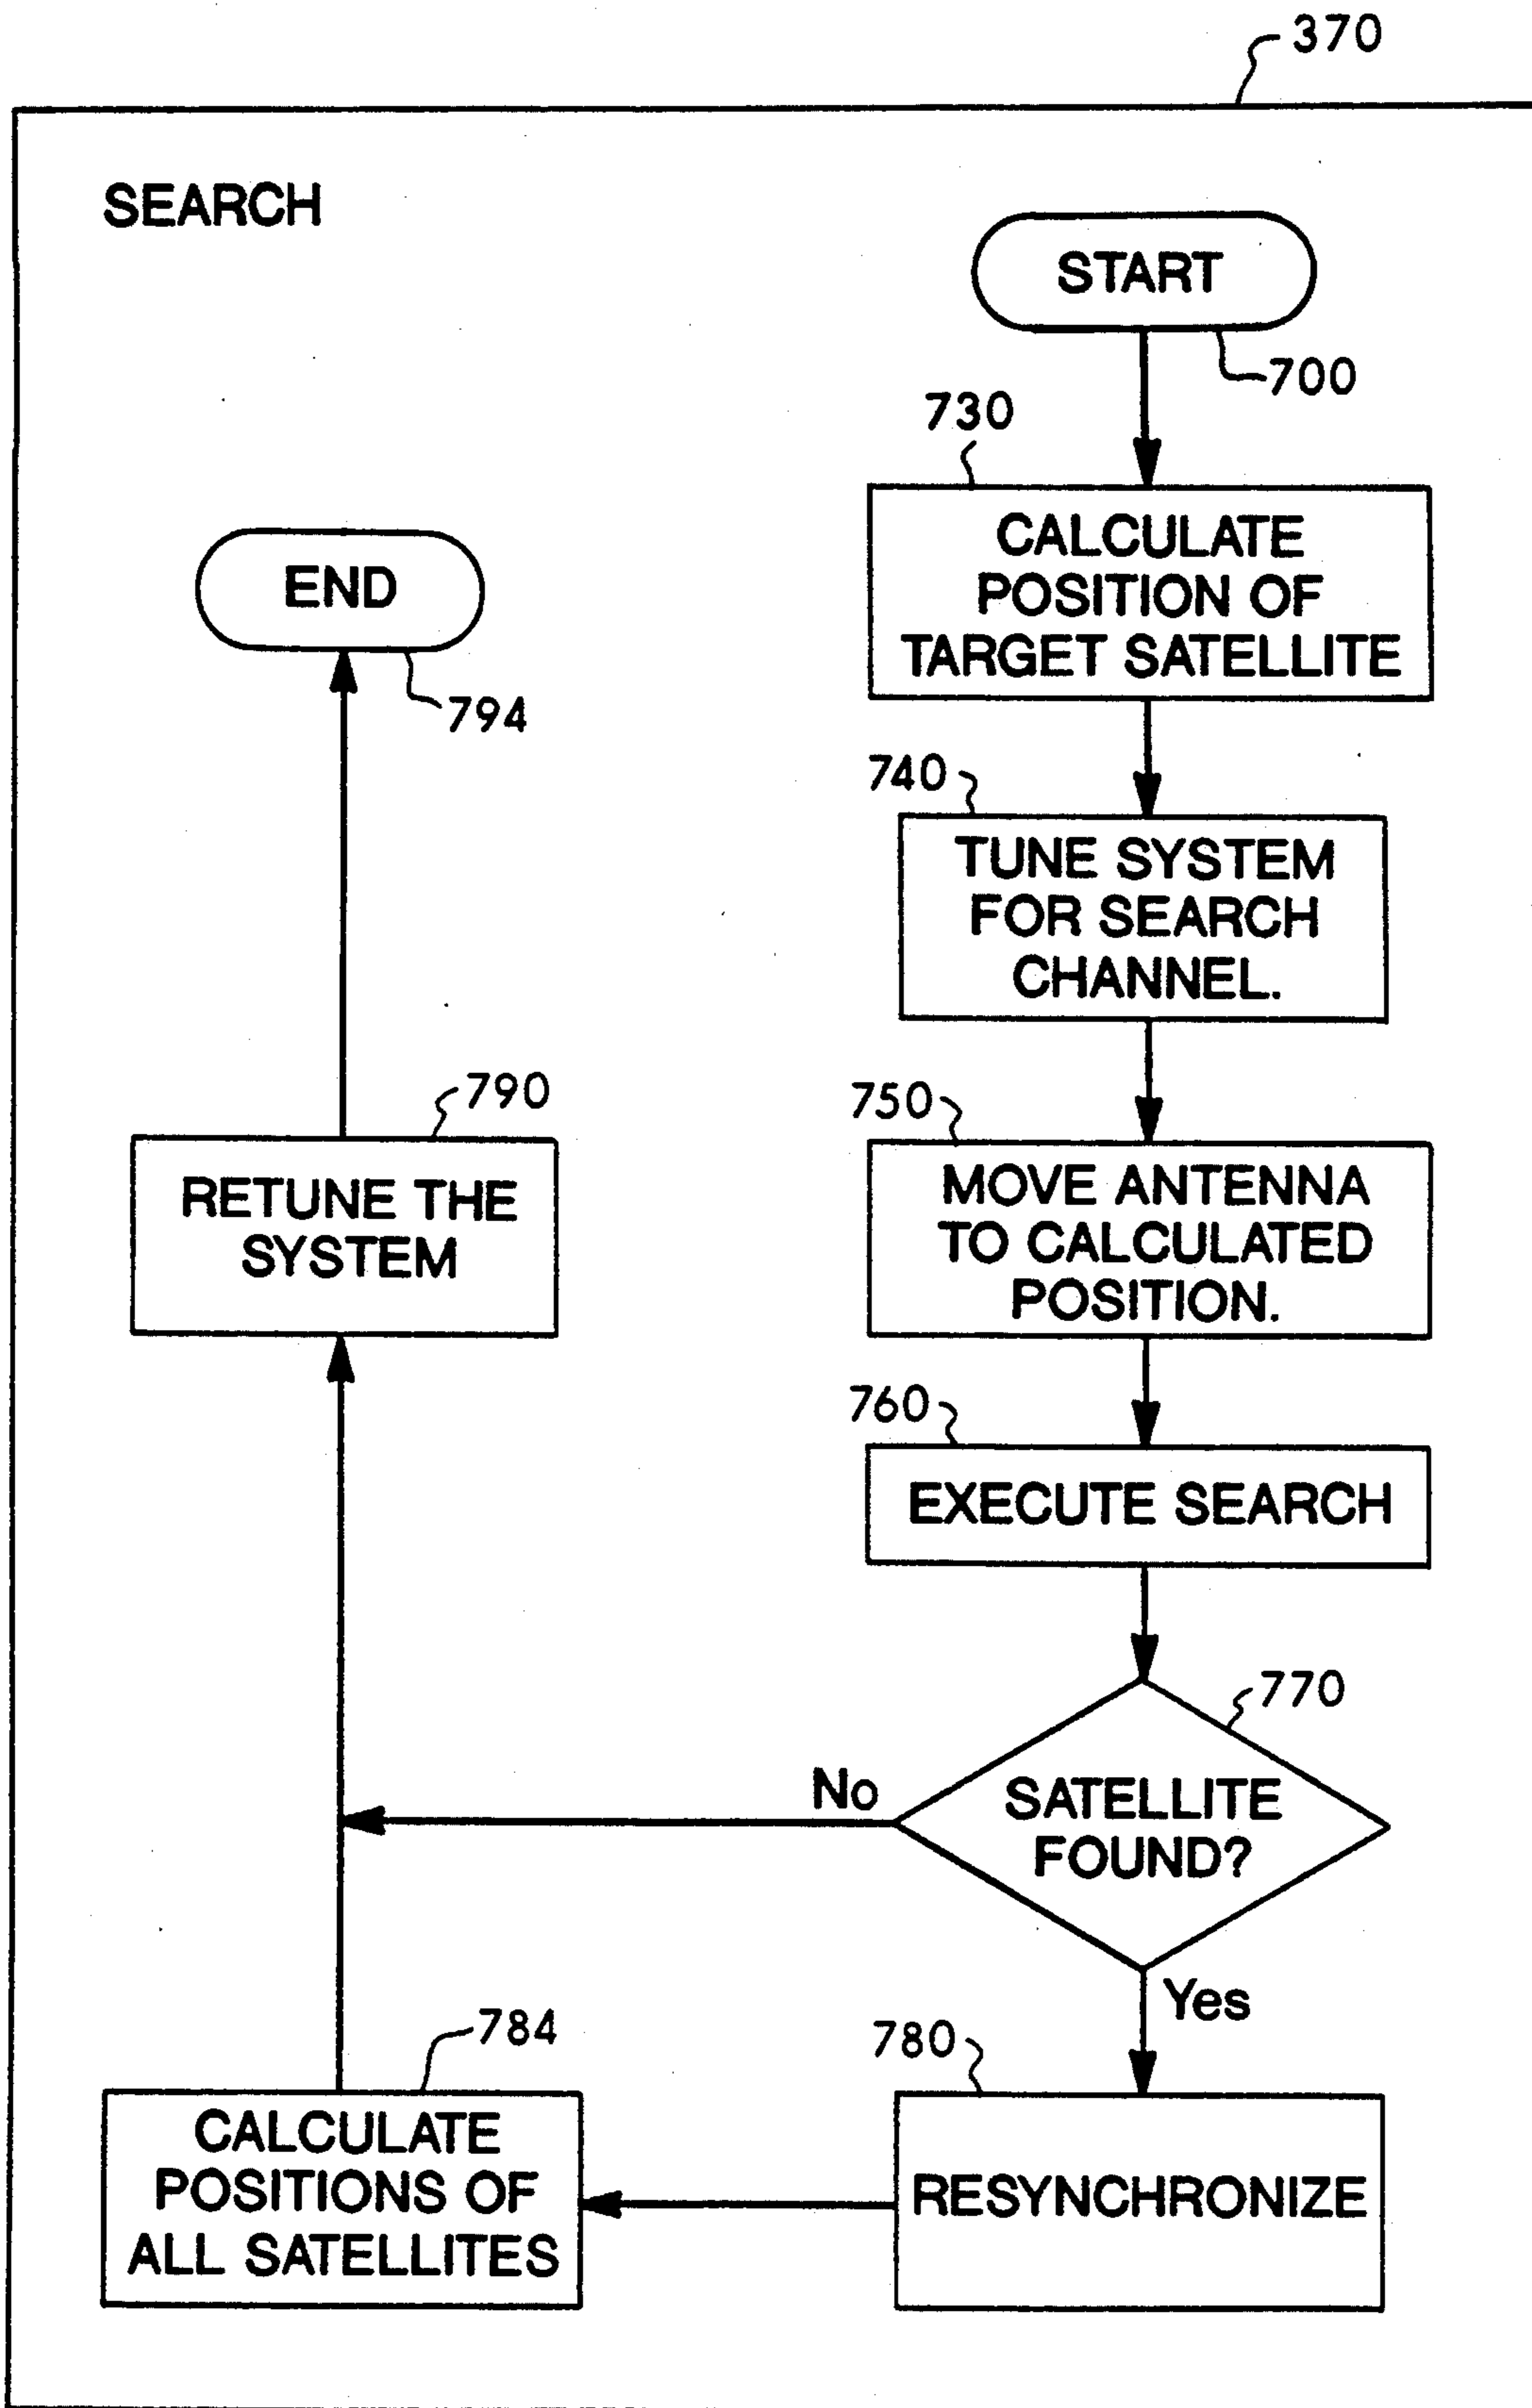 370
SEARCH
START
700
730
CALCULATE
POSITION OF
TARGET SATELLITE
740
TUNE SYSTEM
FOR SEARCH
CHANNEL.
750
MOVE ANTENNA
TO CALCULATED
POSITION.
760
EXECUTE SEARCH
770
SATELLITE
FOUND?
No
Yes
780
RESYNCHRONIZE
784
CALCULATE
POSITIONS OF
ALL SATELLITES
790
RETUNE THE
SYSTEM
END
794